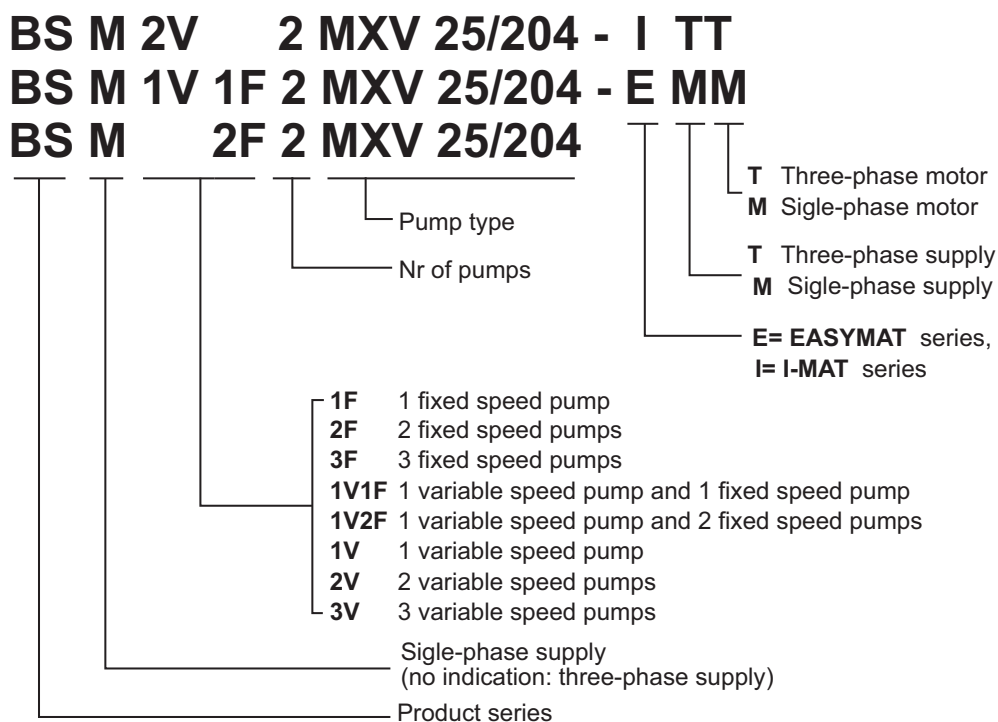 BS M 2V 2 MXV 25/204 - I TT
BS M 1V 1F 2 MXV 25/204 - E MM
BS M 2F 2 MXV 25/204
T Three-phase motor
M Sigle-phase motor
Pump type
T Three-phase supply
M Sigle-phase supply
Nr of pumps
E= EASYMAT series,
I= I-MAT series
1F 1 fixed speed pump
2F 2 fixed speed pumps
3F 3 fixed speed pumps
1V1F 1 variable speed pump and 1 fixed speed pump
1V2F 1 variable speed pump and 2 fixed speed pumps
1V 1 variable speed pump
2V 2 variable speed pumps
3V 3 variable speed pumps
Sigle-phase supply
(no indication: three-phase supply)
Product series